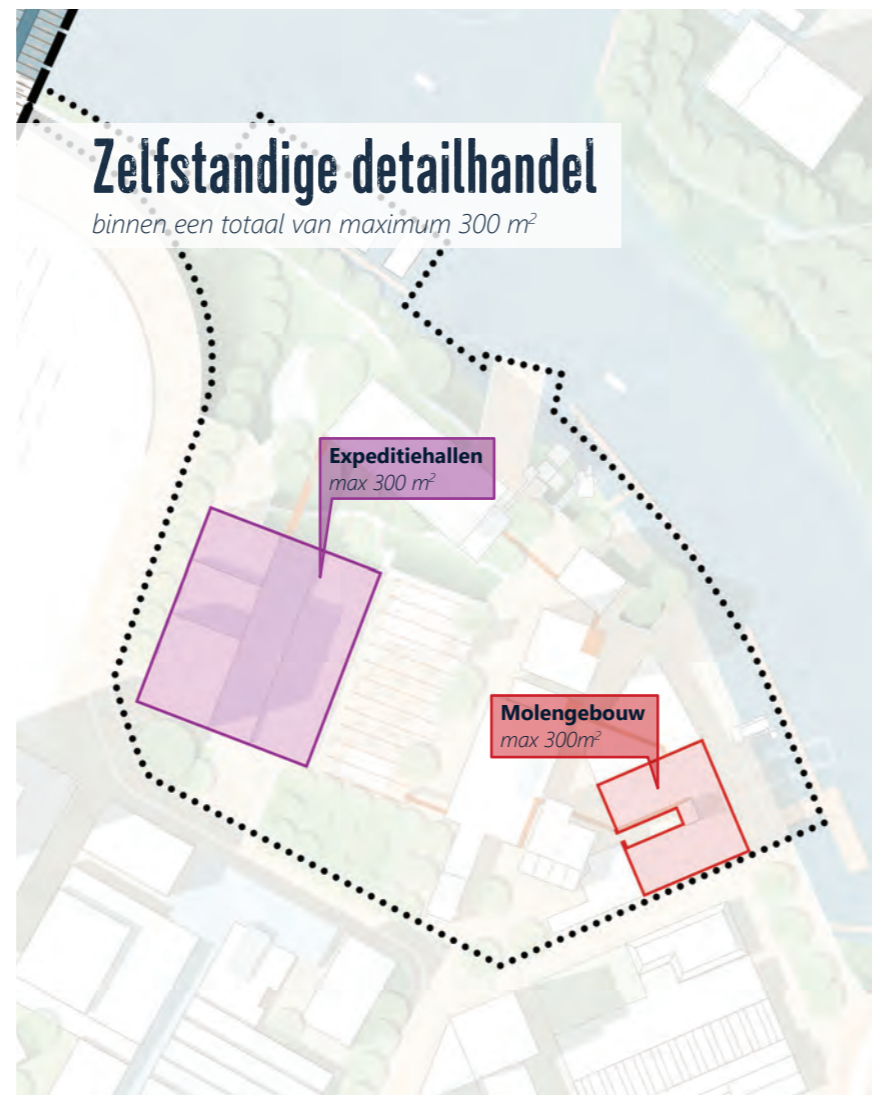 Zelfstandige detailhandel
binnen een totaal van maximum 300 m²
Expeditiehallen
max 300 m²
Molengebouw
max 300m²